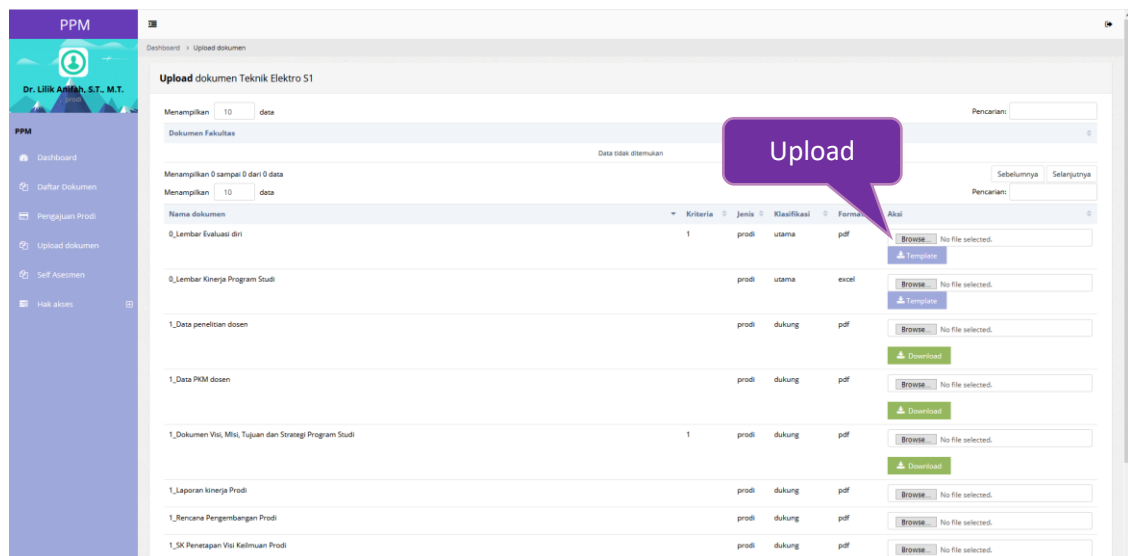 PPM
Dashboard > Upload dokumen
Dr. Lilik Anifah, S.T., M.T.
prodi
Upload dokumen Teknik Elektro S1
PPM
Dashboard
Daftar Dokumen
Pengajuan Prodi
Upload dokumen
Self Asesmen
Hak akses
Menampilkan 10 data Pencarian:
Dokumen Fakultas
Data tidak ditemukan
Upload
Menampilkan 0 sampai 0 dari 0 data Sebelumnya Selanjutnya
Menampilkan 10 data Pencarian:
Nama dokumen Kriteria Jenis Klasifikasi Aksi
0_Lembar Evaluasi diri 1 prodi utama pdf Browse... No file selected.
Template
0_Lembar Kinerja Program Studi prodi utama excel Browse... No file selected.
Template
1_Data penelitian dosen prodi dukung pdf Browse... No file selected.
Download
1_Data PKM dosen prodi dukung pdf Browse... No file selected.
Download
1_Dokumen Visi, MIsi, Tujuan dan Strategi Program Studi 1 prodi dukung pdf Browse... No file selected.
Download
1_Laporan kinerja Prodi prodi dukung pdf Browse... No file selected.
1_Rencana Pengembangan Prodi prodi dukung pdf Browse... No file selected.
1_SK Penetapan Visi Keilmuan Prodi prodi dukung pdf Browse... No file selected.